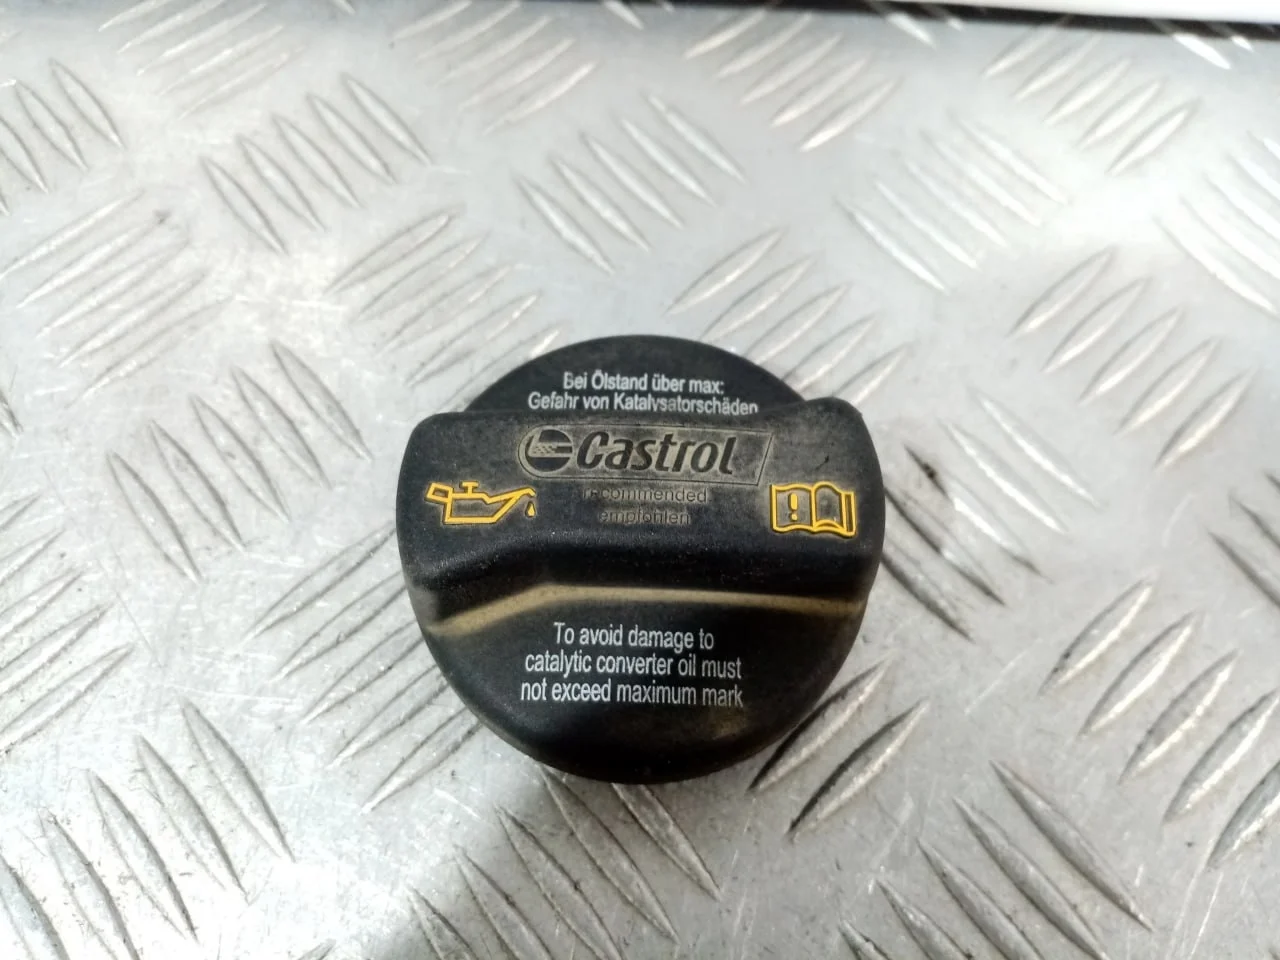 Bei Ölstand über max:
Gefahr von Katalysatorschäden
Castrol
recommended
empfohlen
To avoid damage to
catalytic converter oil must
not exceed maximum mark